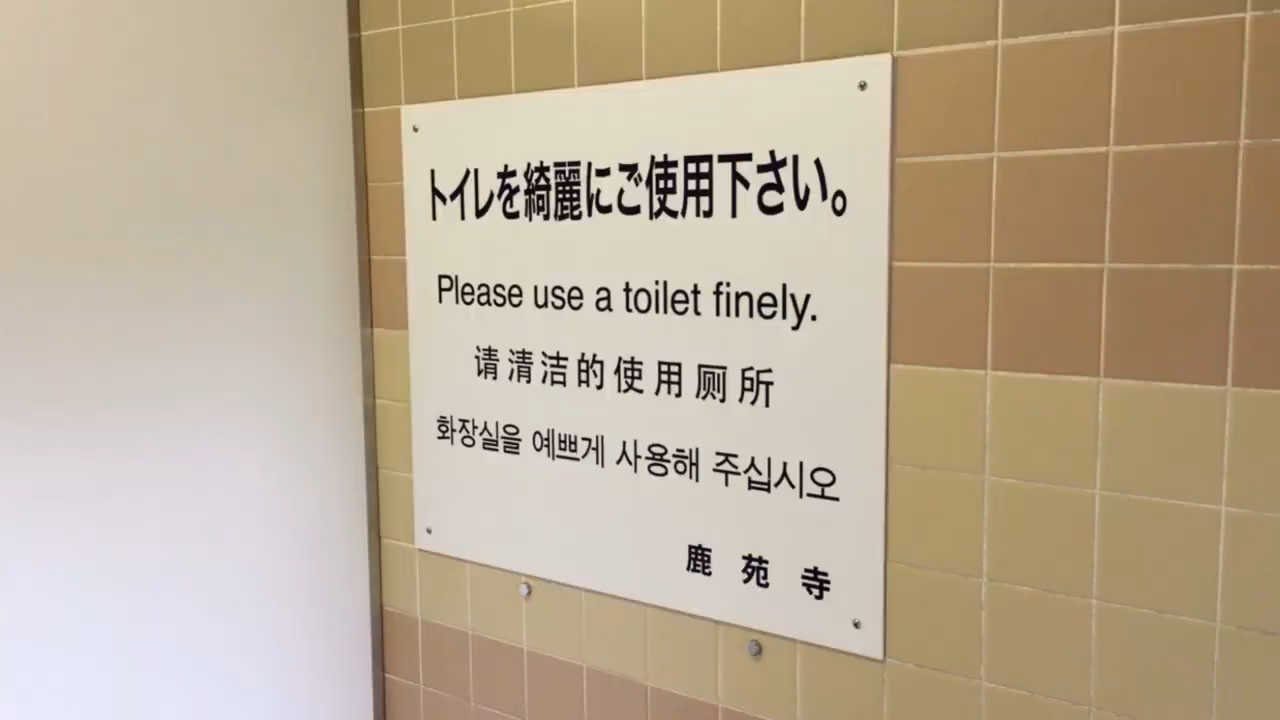 トイレを綺麗にご使用下さい。
Please use a toilet finely.
请清洁的使用厕所
화장실을 예쁘게 사용해 주십시오
鹿苑寺